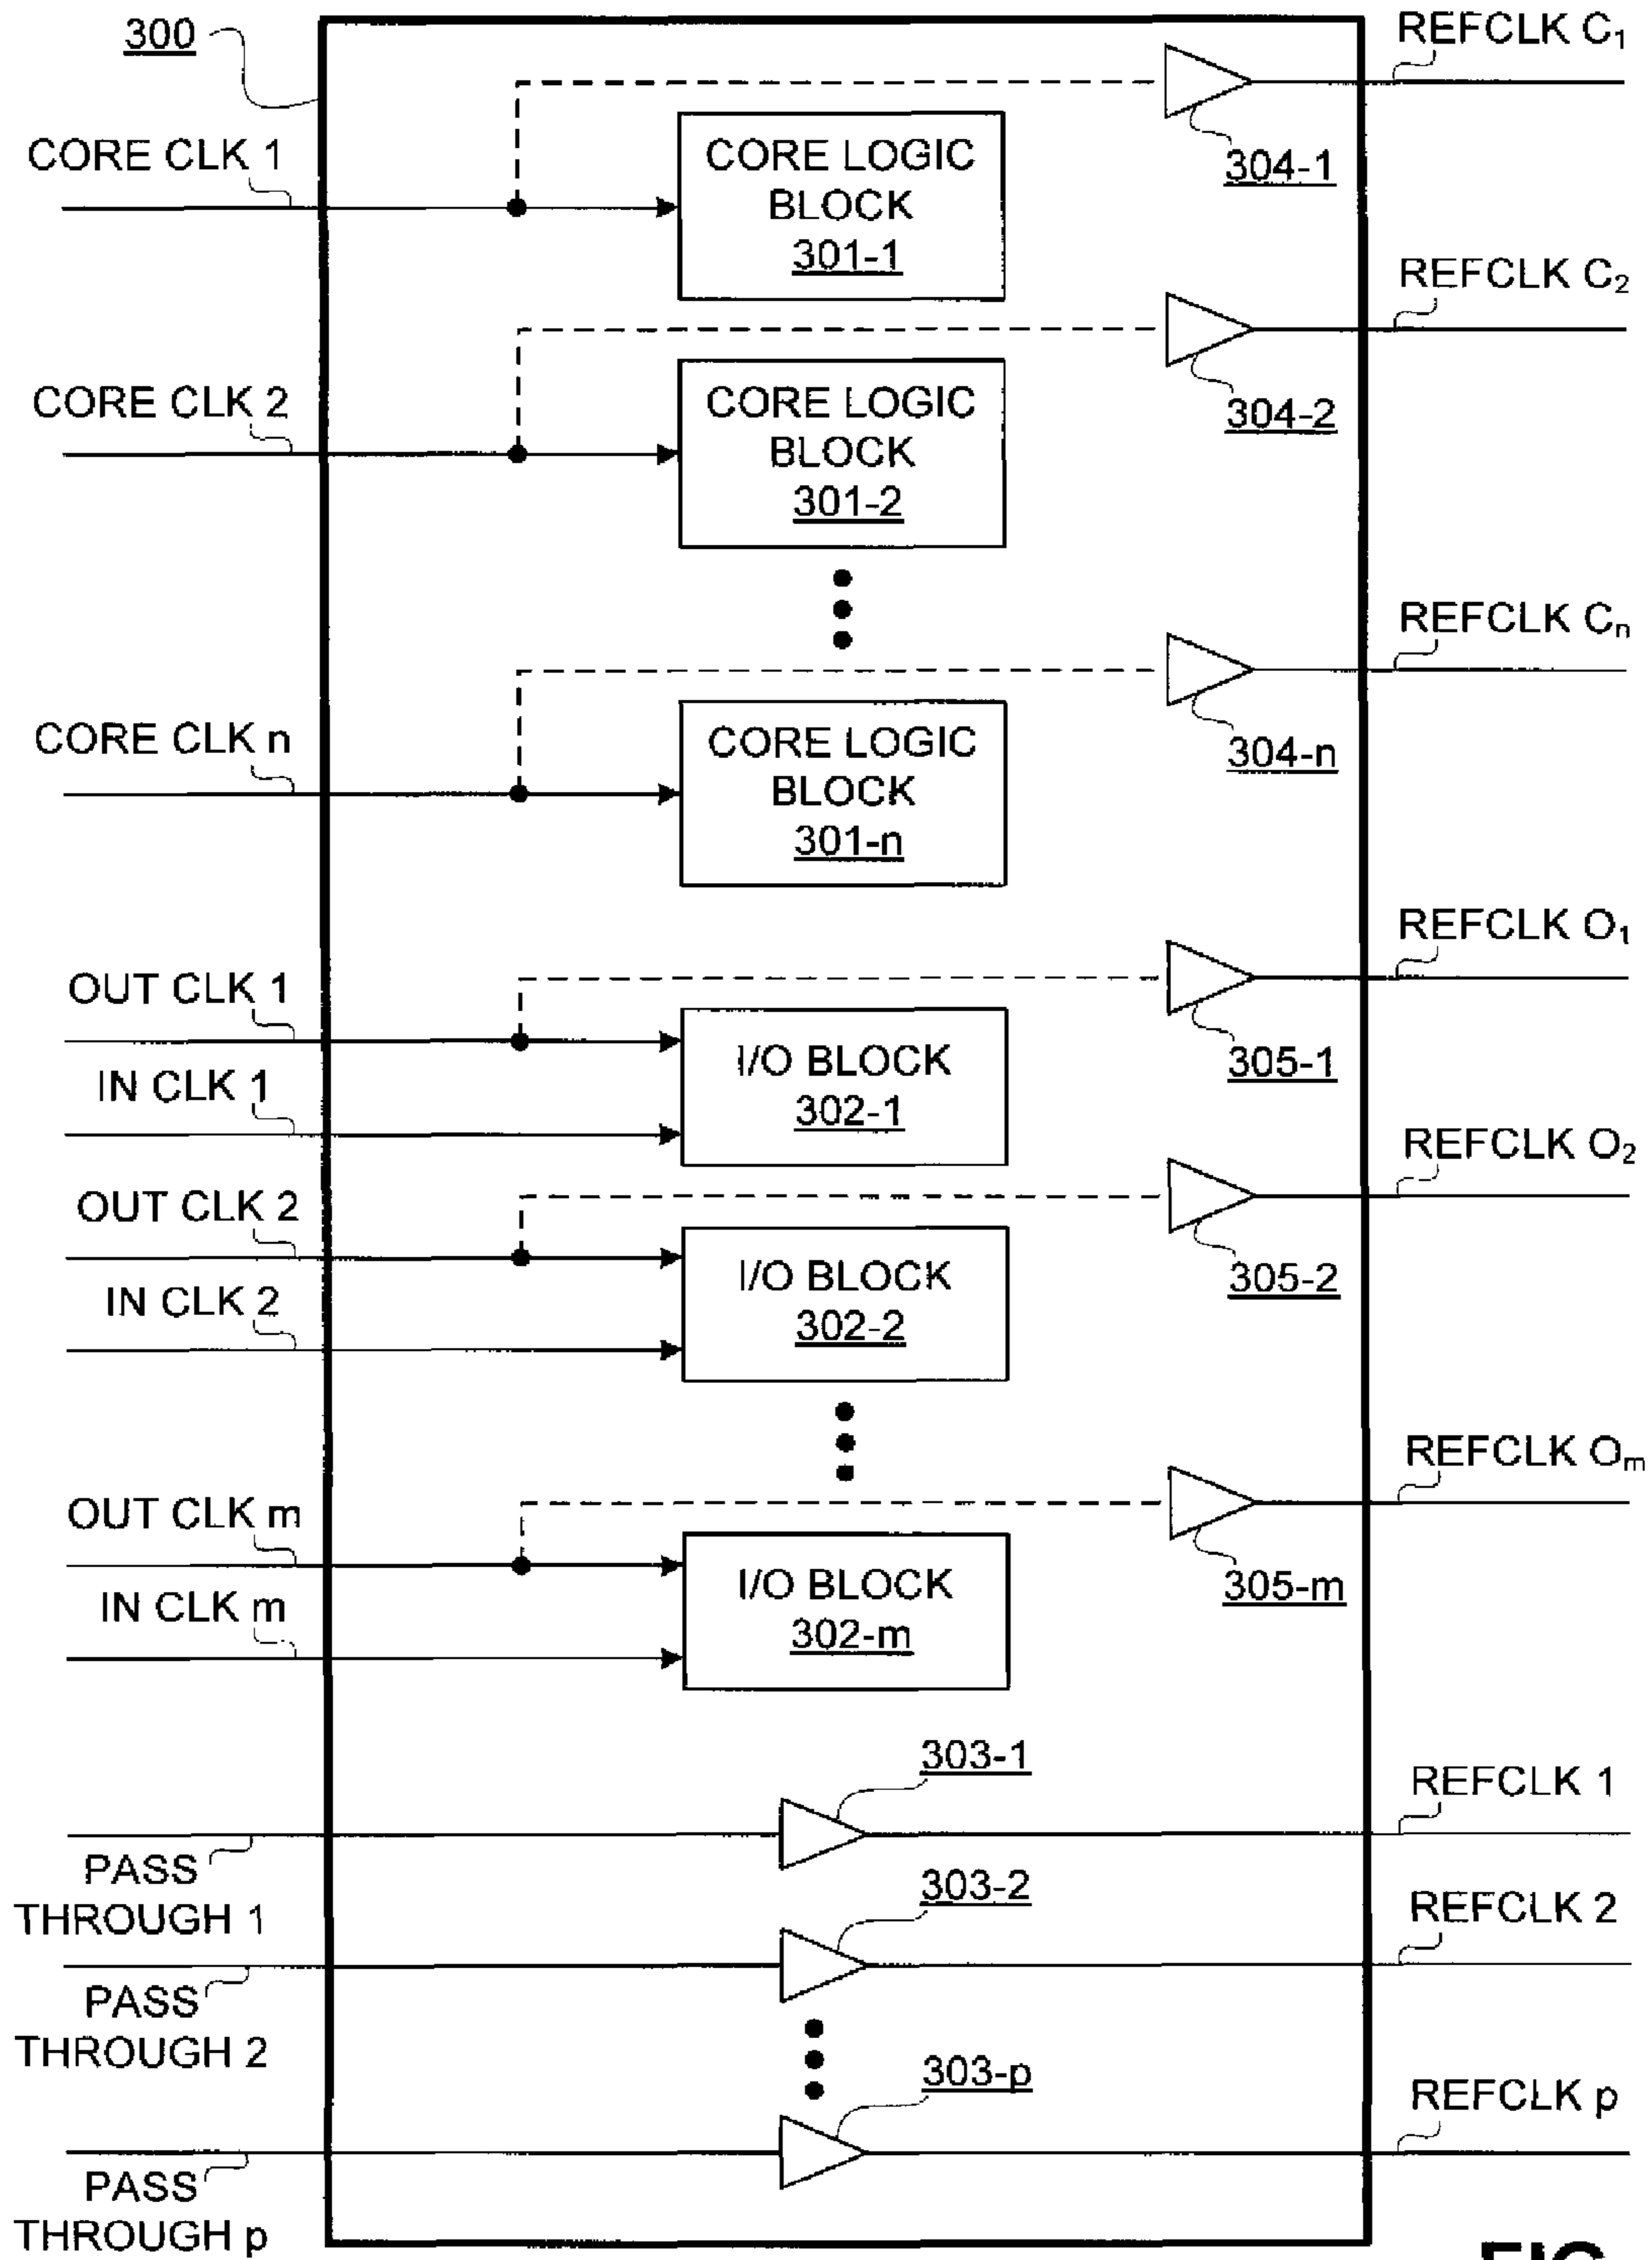 300
REFCLK C1
304-1
CORE CLK 1
CORE LOGIC
BLOCK
301-1
REFCLK C2
304-2
CORE CLK 2
CORE LOGIC
BLOCK
301-2
REFCLK Cn
304-n
CORE CLK n
CORE LOGIC
BLOCK
301-n
REFCLK O1
305-1
OUT CLK 1
IN CLK 1
I/O BLOCK
302-1
REFCLK O2
305-2
OUT CLK 2
IN CLK 2
I/O BLOCK
302-2
REFCLK Om
305-m
OUT CLK m
IN CLK m
I/O BLOCK
302-m
303-1
REFCLK 1
PASS
THROUGH 1
303-2
REFCLK 2
PASS
THROUGH 2
303-p
REFCLK p
PASS
THROUGH p
FIG